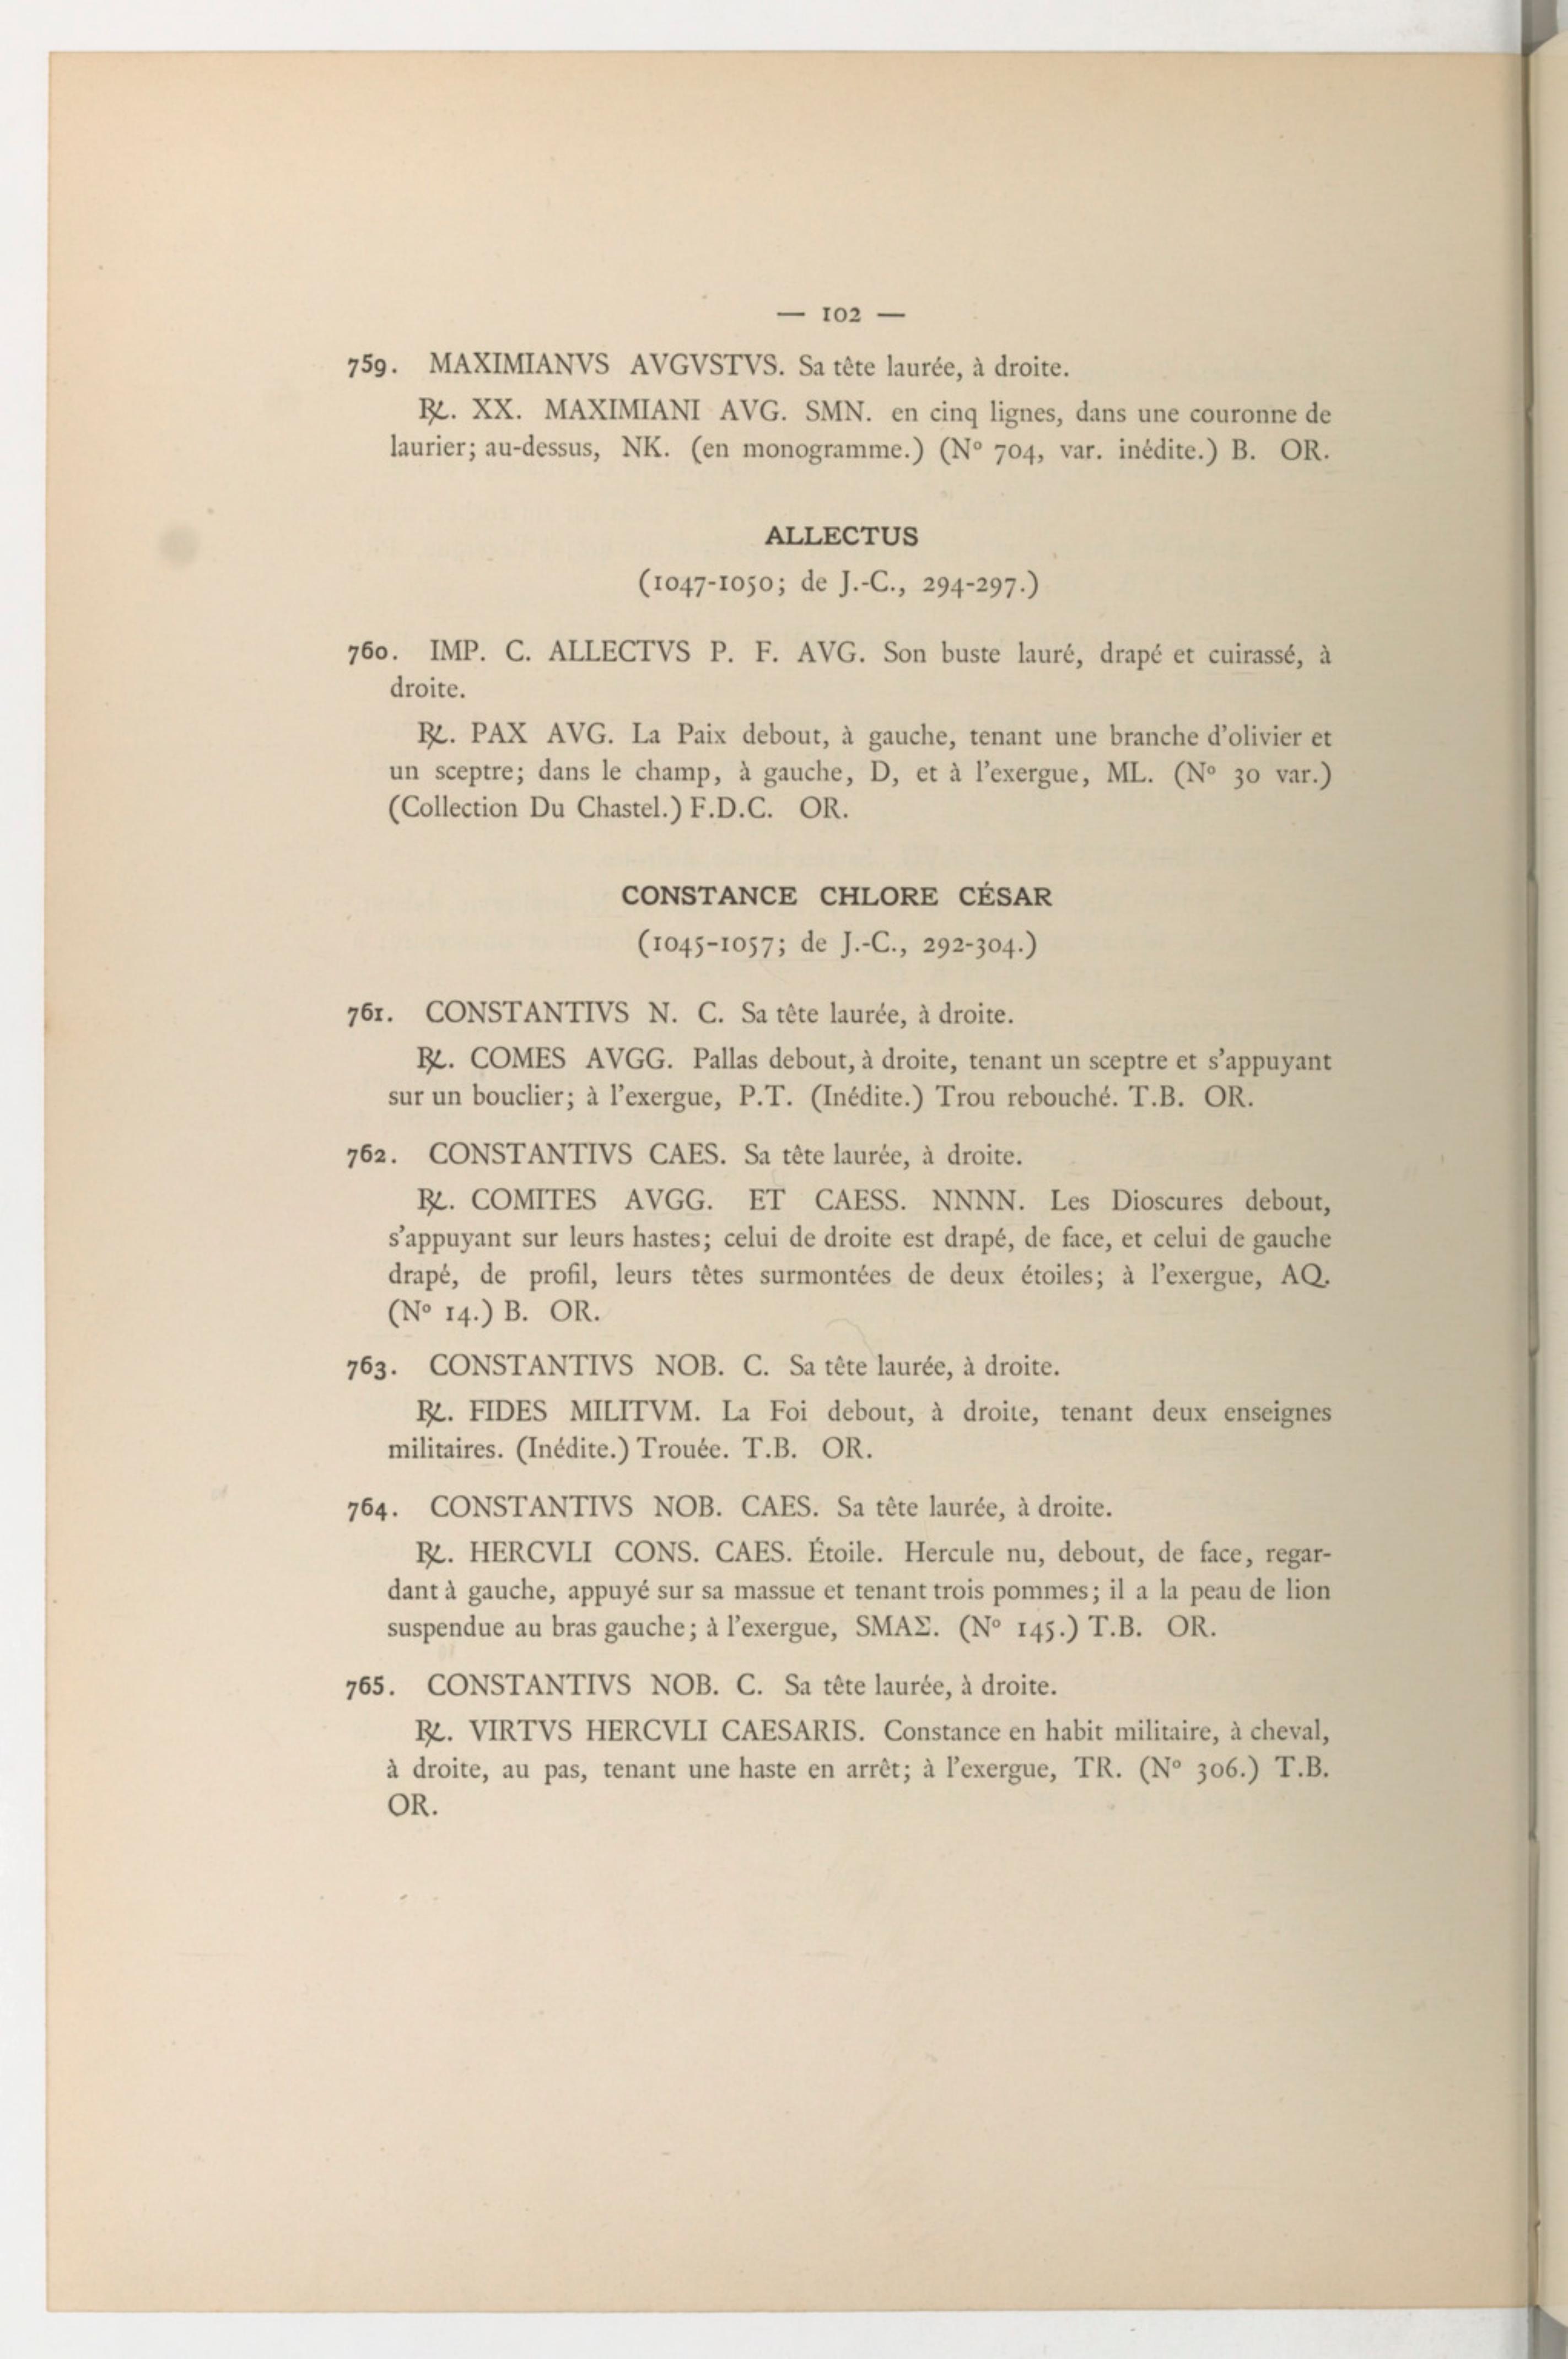 — 102 —
759. MAXIMIANVS AVGVSTVS. Sa tête laurée, à droite.
℞. XX. MAXIMIANI AVG. SMN. en cinq lignes, dans une couronne de
laurier; au-dessus, NK. (en monogramme.) (N° 704, var. inédite.) B. OR.
ALLECTUS
(1047-1050; de J.-C., 294-297.)
760. IMP. C. ALLECTVS P. F. AVG. Son buste lauré, drapé et cuirassé, à
droite.
℞. PAX AVG. La Paix debout, à gauche, tenant une branche d'olivier et
un sceptre; dans le champ, à gauche, D, et à l'exergue, ML. (N° 30 var.)
(Collection Du Chastel.) F.D.C. OR.
CONSTANCE CHLORE CÉSAR
(1045-1057; de J.-C., 292-304.)
761. CONSTANTIVS N. C. Sa tête laurée, à droite.
℞. COMES AVGG. Pallas debout, à droite, tenant un sceptre et s'appuyant
sur un bouclier; à l'exergue, P.T. (Inédite.) Trou rebouché. T.B. OR.
762. CONSTANTIVS CAES. Sa tête laurée, à droite.
℞. COMITES AVGG. ET CAESS. NNNN. Les Dioscures debout,
s'appuyant sur leurs hastes; celui de droite est drapé, de face, et celui de gauche
drapé, de profil, leurs têtes surmontées de deux étoiles; à l'exergue, AQ.
(N° 14.) B. OR.
763. CONSTANTIVS NOB. C. Sa tête laurée, à droite.
℞. FIDES MILITVM. La Foi debout, à droite, tenant deux enseignes
militaires. (Inédite.) Trouée. T.B. OR.
764. CONSTANTIVS NOB. CAES. Sa tête laurée, à droite.
℞. HERCVLI CONS. CAES. Étoile. Hercule nu, debout, de face, regar-
dant à gauche, appuyé sur sa massue et tenant trois pommes; il a la peau de lion
suspendue au bras gauche; à l'exergue, SMAΣ. (N° 145.) T.B. OR.
765. CONSTANTIVS NOB. C. Sa tête laurée, à droite.
℞. VIRTVS HERCVLI CAESARIS. Constance en habit militaire, à cheval,
à droite, au pas, tenant une haste en arrêt; à l'exergue, TR. (N° 306.) T.B.
OR.